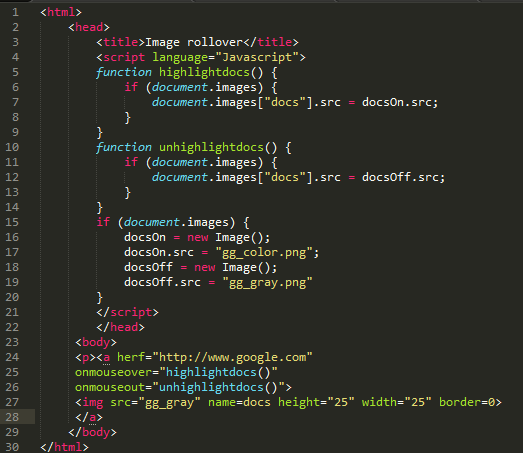 1 <html>
2 <head>
3 <title>Image rollover</title>
4 <script language="Javascript">
5 function highlightdocs() {
6 if (document.images) {
7 document.images["docs"].src = docsOn.src;
8 }
9 }
10 function unhighlightdocs() {
11 if (document.images) {
12 document.images["docs"].src = docsOff.src;
13 }
14 }
15 if (document.images) {
16 docsOn = new Image();
17 docsOn.src = "gg_color.png";
18 docsOff = new Image();
19 docsOff.src = "gg_gray.png"
20 }
21 </script>
22 </head>
23 <body>
24 <p><a herf="http://www.google.com"
25 onmouseover="highlightdocs()"
26 onmouseout="unhighlightdocs()">
27 <img src="gg_gray" name=docs height="25" width="25" border=0>
28 </a>
29 </body>
30 </html>